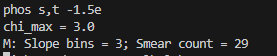 phos s,t -1.5e
chi_max = 3.0
M: Slope bins = 3; Smear count = 29